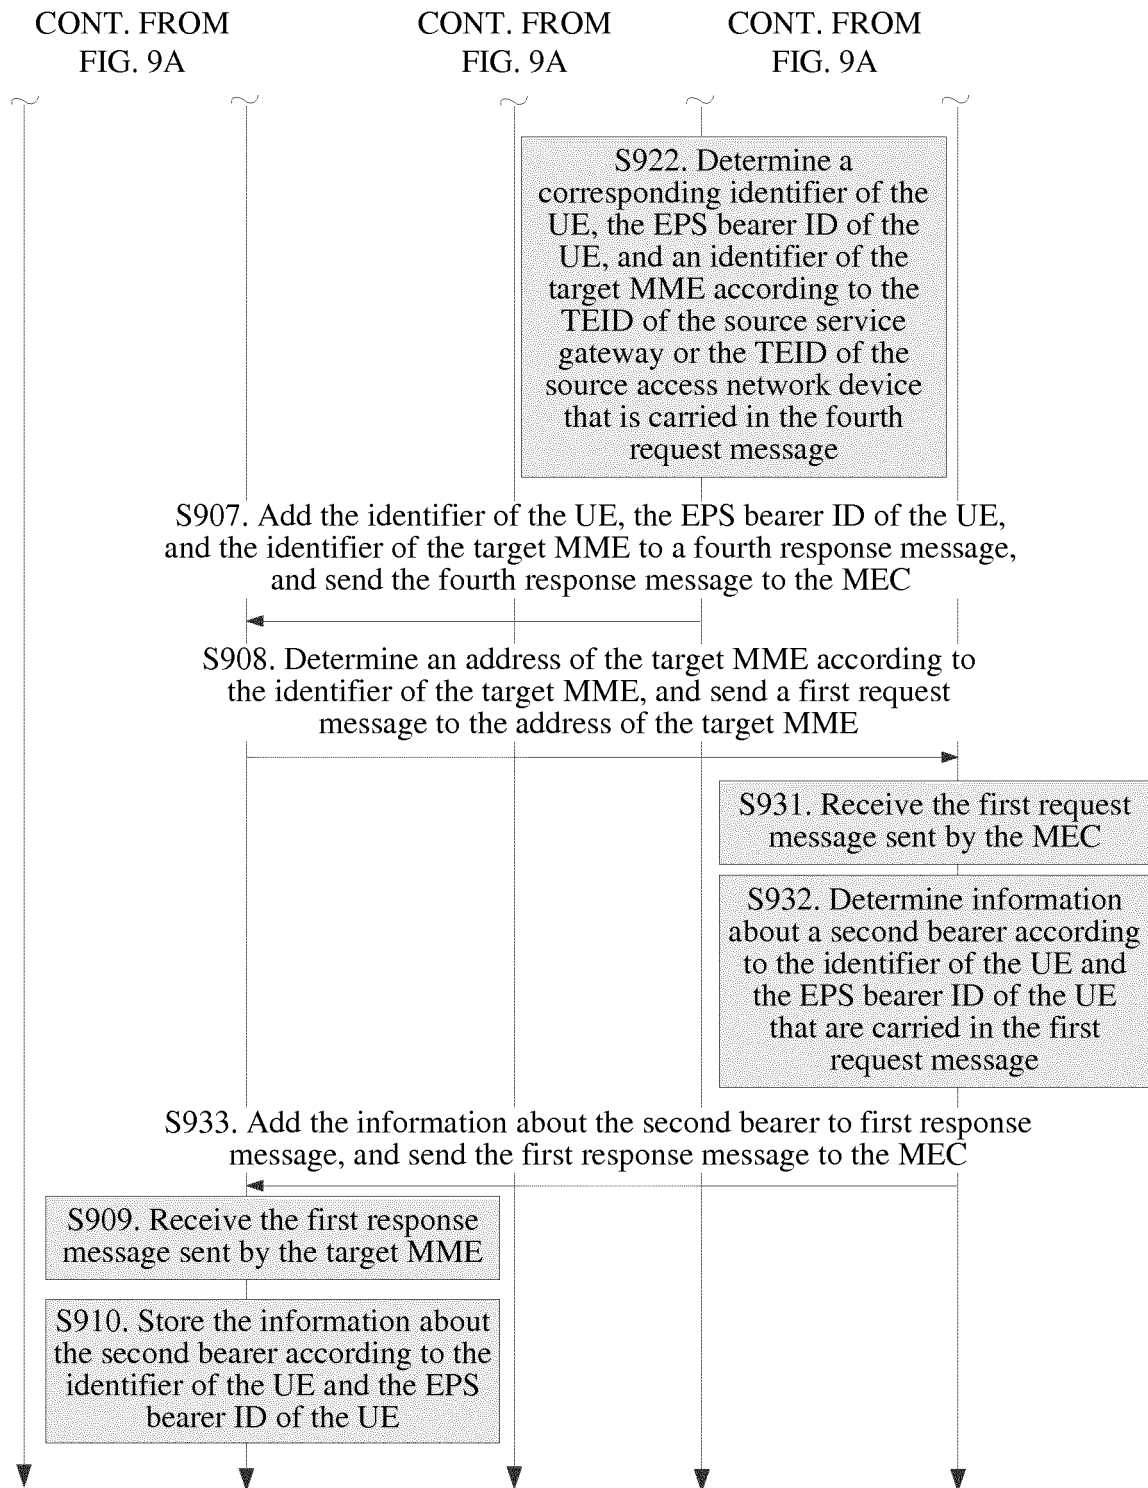 CONT. FROM
FIG. 9A
CONT. FROM
FIG. 9A
CONT. FROM
FIG. 9A
S922. Determine a
corresponding identifier of the
UE, the EPS bearer ID of the
UE, and an identifier of the
target MME according to the
TEID of the source service
gateway or the TEID of the
source access network device
that is carried in the fourth
request message
S907. Add the identifier of the UE, the EPS bearer ID of the UE,
and the identifier of the target MME to a fourth response message,
and send the fourth response message to the MEC
S908. Determine an address of the target MME according to
the identifier of the target MME, and send a first request
message to the address of the target MME
S931. Receive the first request
message sent by the MEC
S932. Determine information
about a second bearer according
to the identifier of the UE and
the EPS bearer ID of the UE
that are carried in the first
request message
S933. Add the information about the second bearer to first response
message, and send the first response message to the MEC
S909. Receive the first response
message sent by the target MME
S910. Store the information about
the second bearer according to the
identifier of the UE and the EPS
bearer ID of the UE